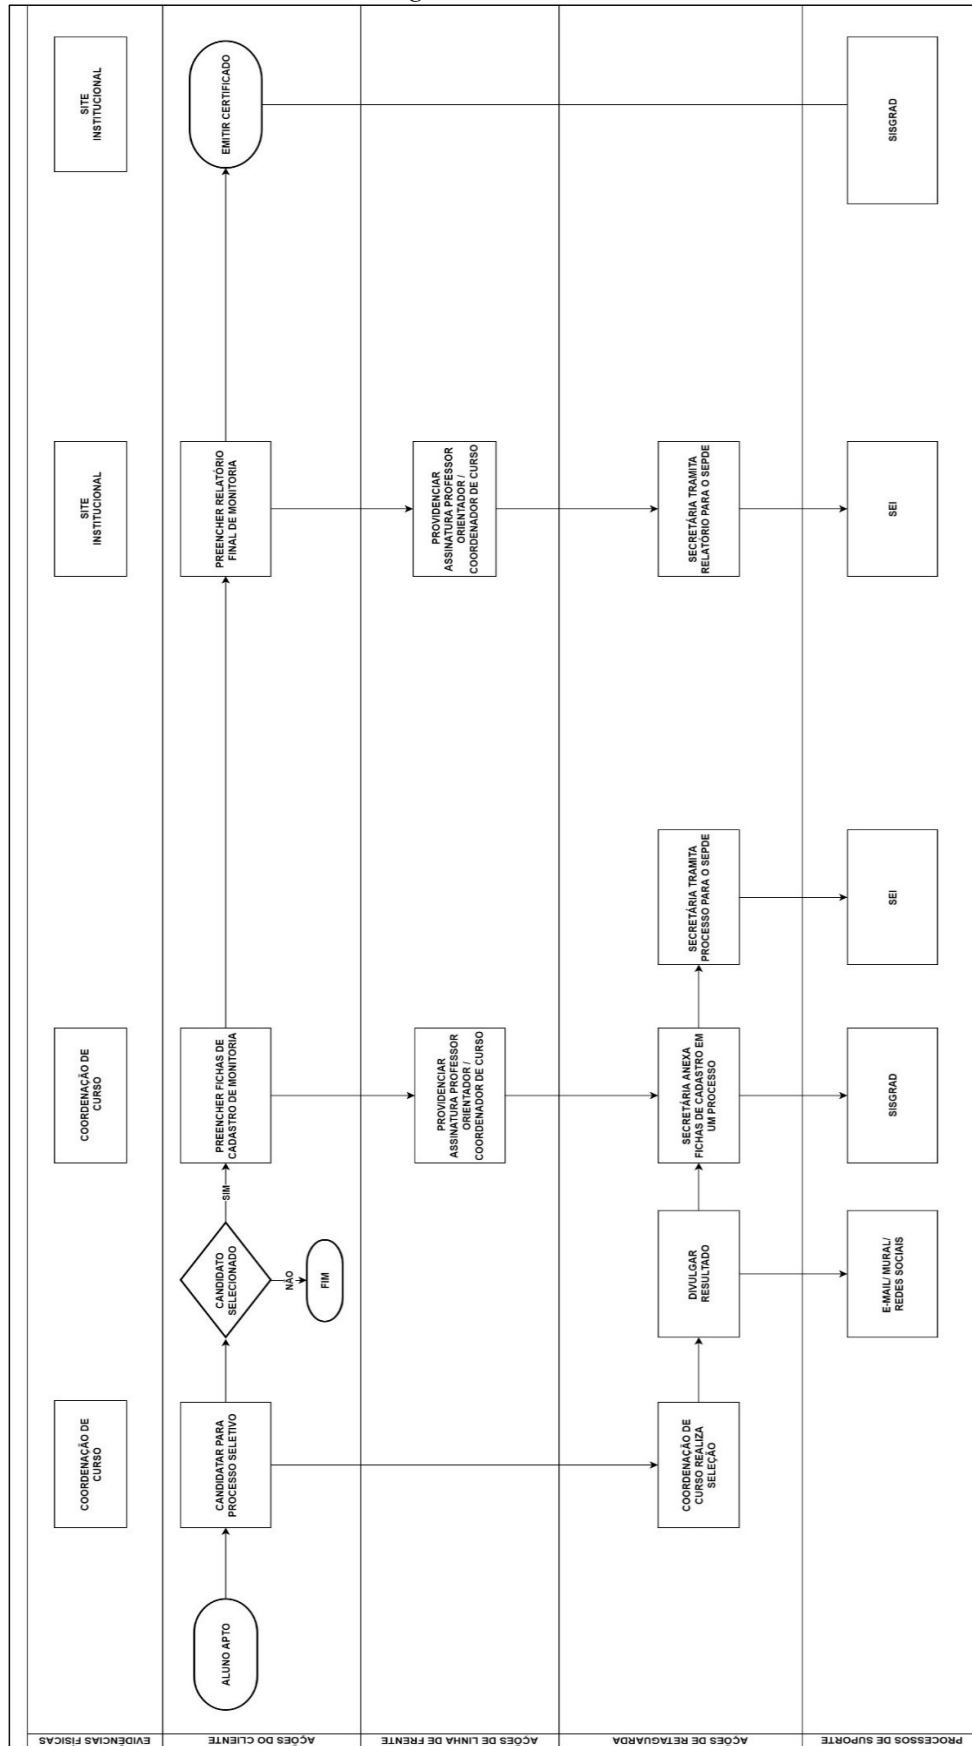 EVIDÊNCIAS FÍSICAS
COORDENAÇÃO DE
CURSO
COORDENAÇÃO DE
CURSO
SITE
INSTITUCIONAL
SITE
INSTITUCIONAL
AÇÕES DO CLIENTE
ALUNO APTO
CANDIDATAR PARA
PROCESSO SELETIVO
CANDIDATO
SELECIONADO
SIM
NÃO
FIM
PREENCHER FICHAS DE
CADASTRO DE MONITORIA
PREENCHER RELATÓRIO
FINAL DE MONITORIA
EMITIR CERTIFICADO
AÇÕES DE LINHA DE FRENTE
PROVIDENCIAR
ASSINATURA PROFESSOR
ORIENTADOR /
COORDENADOR DE CURSO
PROVIDENCIAR
ASSINATURA PROFESSOR
ORIENTADOR /
COORDENADOR DE CURSO
AÇÕES DE RETAGUARDA
COORDENAÇÃO DE
CURSO REALIZA
SELEÇÃO
DIVULGAR
RESULTADO
SECRETÁRIA ANEXA
FICHAS DE CADASTRO EM
UM PROCESSO
SECRETÁRIA TRAMITA
PROCESSO PARA O SEPDE
SECRETÁRIA TRAMITA
RELATÓRIO PARA O SEPDE
PROCESSOS DE SUPORTE
E-MAIL/ MURAL/
REDES SOCIAIS
SISGRAD
SEI
SEI
SISGRAD